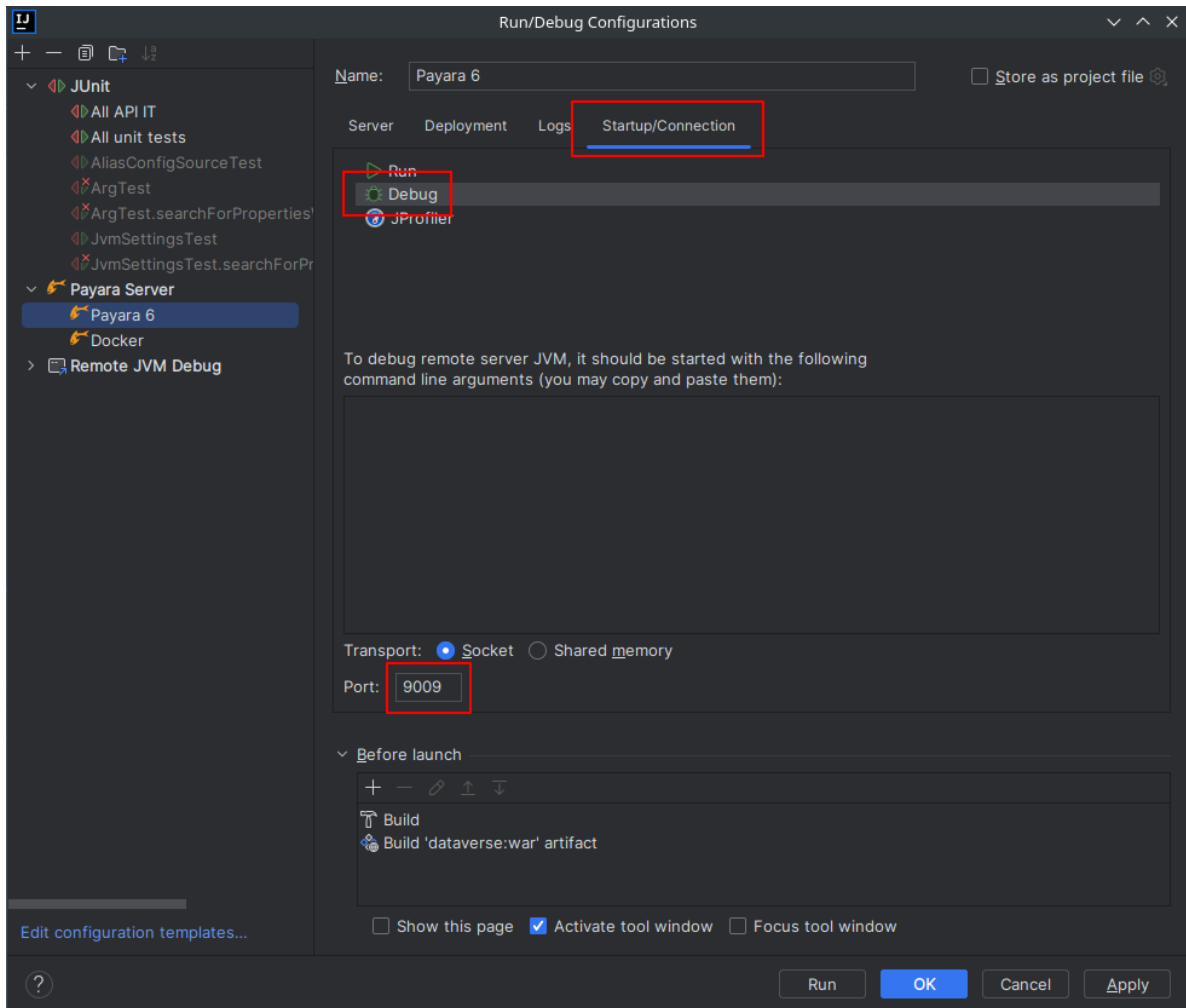 IJ
Run/Debug Configurations
Name:
Payara 6
Store as project file
JUnit
All API IT
All unit tests
AliasConfigSourceTest
ArgTest
ArgTest.searchForProperties
JvmSettingsTest
JvmSettingsTest.searchForPr
Payara Server
Payara 6
Docker
Remote JVM Debug
Edit configuration templates...
Server Deployment Logs Startup/Connection
Run
Debug
JProfiler
To debug remote server JVM, it should be started with the following
command line arguments (you may copy and paste them):
Transport: Socket Shared memory
Port: 9009
Before launch
Build
Build 'dataverse:war' artifact
Show this page Activate tool window Focus tool window
? Run OK Cancel Apply